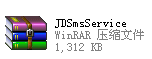 JDSmsService
WinRAR 压缩文件
1,312 KB